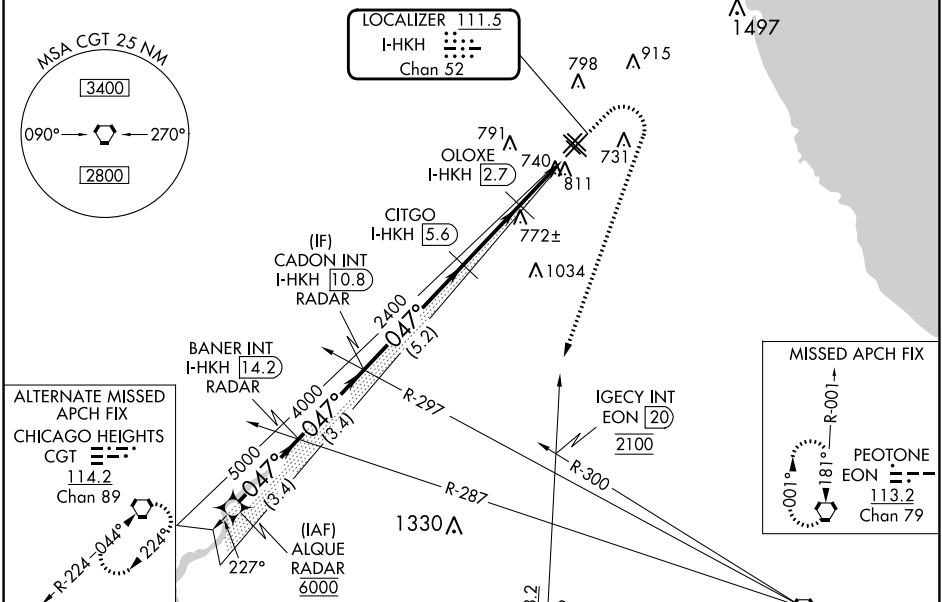 LOCALIZER 111.5
I-HKH
Chan 52
1497
MSA CGT 25 NM
3400
090°
270°
2800
915
798
791
731
740
811
OLOXE
I-HKH 2.7
CITGO
I-HKH 5.6
772±
1034
(IF)
CADON INT
I-HKH 10.8
RADAR
2400
047°
(5.2)
BANER INT
I-HKH 14.2
RADAR
4000
047°
(3.4)
R-297
5000
047°
(3.4)
R-287
IGECY INT
EON 20
2100
R-300
1330
(IAF)
ALQUE
RADAR
6000
227°
ALTERNATE MISSED
APCH FIX
CHICAGO HEIGHTS
CGT
114.2
Chan 89
R-224
044°
224°
MISSED APCH FIX
R-001
001°
181°
PEOTONE
EON
113.2
Chan 79